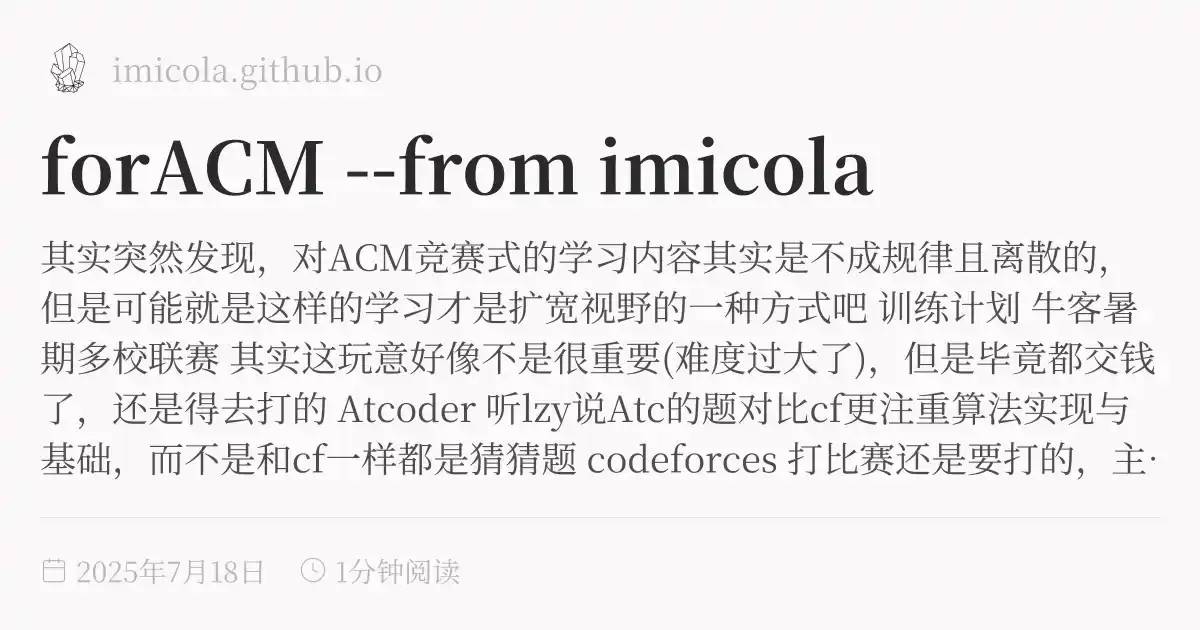 imicola.github.io
forACM --from imicola
其实突然发现，对ACM竞赛式的学习内容其实是不成规律且离散的，
但是可能就是这样的学习才是扩宽视野的一种方式吧 训练计划 牛客暑
期多校联赛 其实这玩意好像不是很重要(难度过大了)，但是毕竟都交钱
了，还是得去打的 Atcoder 听lzy说Atc的题对比cf更注重算法实现与
基础，而不是和cf一样都是猜猜题 codeforces 打比赛还是要打的，主·
2025年7月18日 1分钟阅读